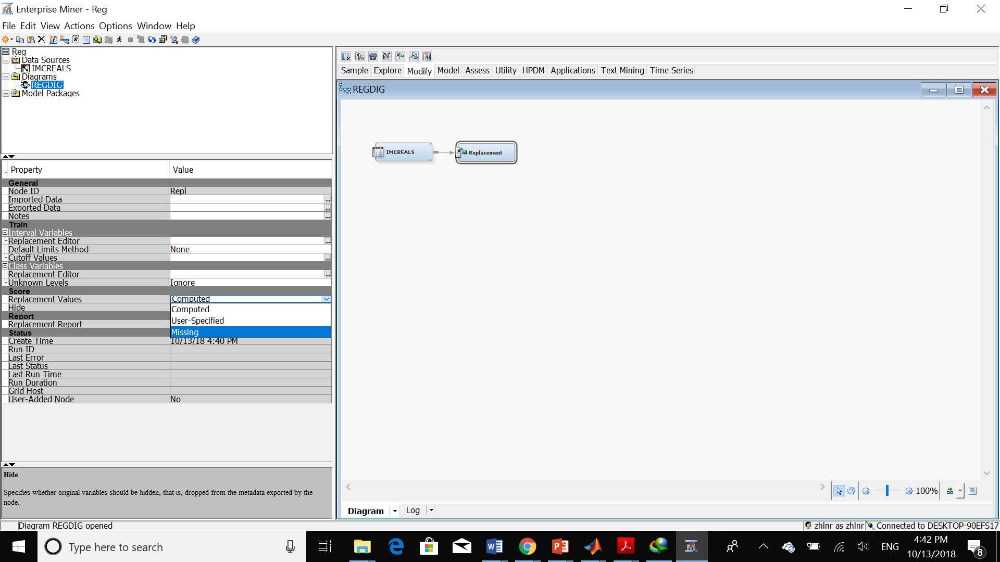 Enterprise Miner - Reg
File Edit View Actions Options Window Help
Reg
Data Sources
IMCREALS
Diagrams
REGDIG
Model Packages
. Property Value
General
Node ID Repl
Imported Data ...
Exported Data ...
Notes ...
Train
Interval Variables
Replacement Editor ...
Default Limits Method None
Cutoff Values ...
Class Variables
Replacement Editor ...
Unknown Levels Ignore
Score
Replacement Values Computed
Hide Computed
Report User-Specified
Replacement Report
Status Missing
Create Time 10/13/18 4:40 PM
Run ID
Last Error
Last Status
Last Run Time
Run Duration
Grid Host
User-Added Node No
Hide
Specifies whether original variables should be hidden, that is, dropped from the metadata exported by the
node.
Sample Explore Modify Model Assess Utility HPDM Applications Text Mining Time Series
REGDIG
IMCREALS Replacement
100%
Diagram Log
Diagram REGDIG opened
zhlnr as zhlnr Connected to DESKTOP-90EFS17
Type here to search
ENG
4:42 PM
10/13/2018
8